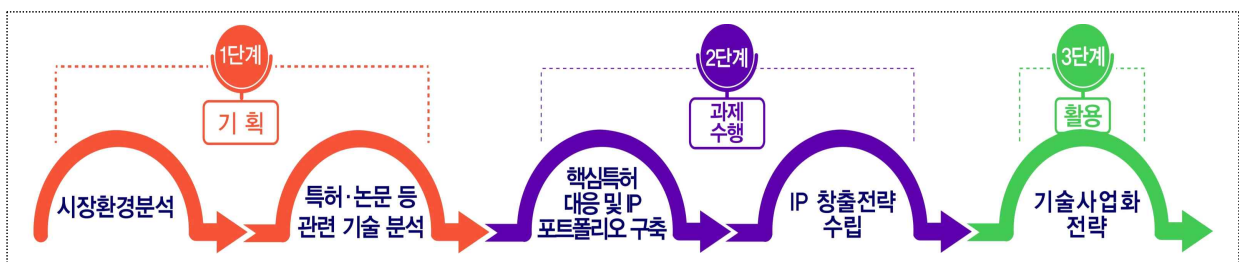 1단계
기 획
시장환경분석
특허·논문 등
관련 기술 분석
2단계
과제
수행
핵심특허
대응 및 IP
포트폴리오 구축
IP 창출전략
수립
3단계
활용
기술사업화
전략